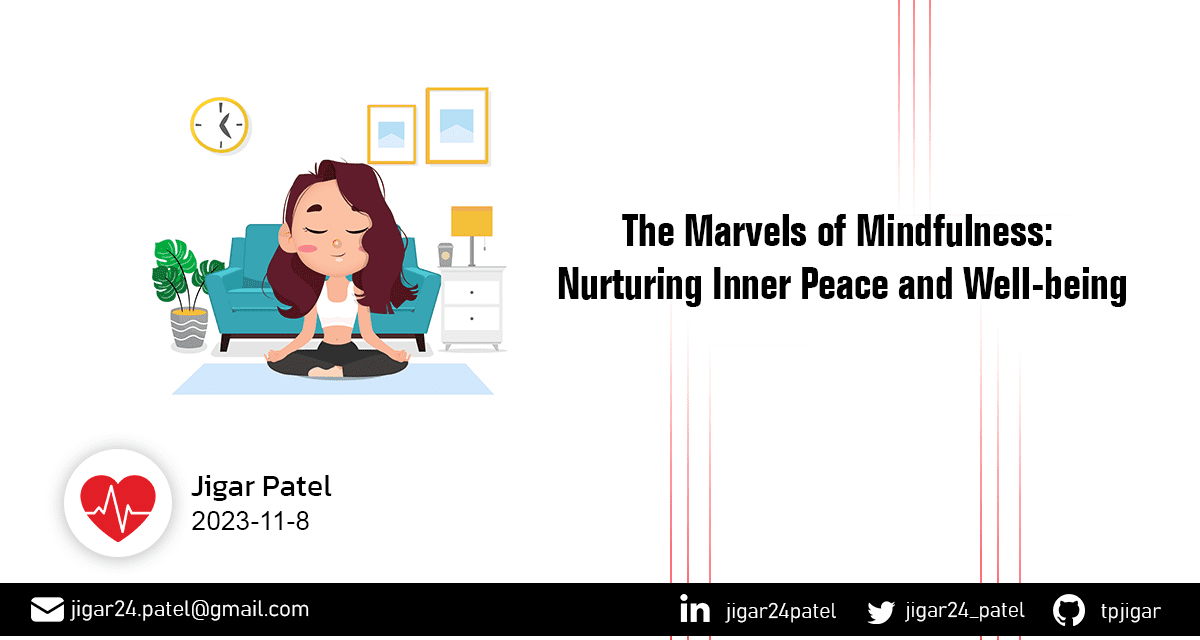 The Marvels of Mindfulness:
Nurturing Inner Peace and Well-being
Jigar Patel
2023-11-8
jigar24.patel@gmail.com
jigar24patel
jigar24_patel
tpjigar